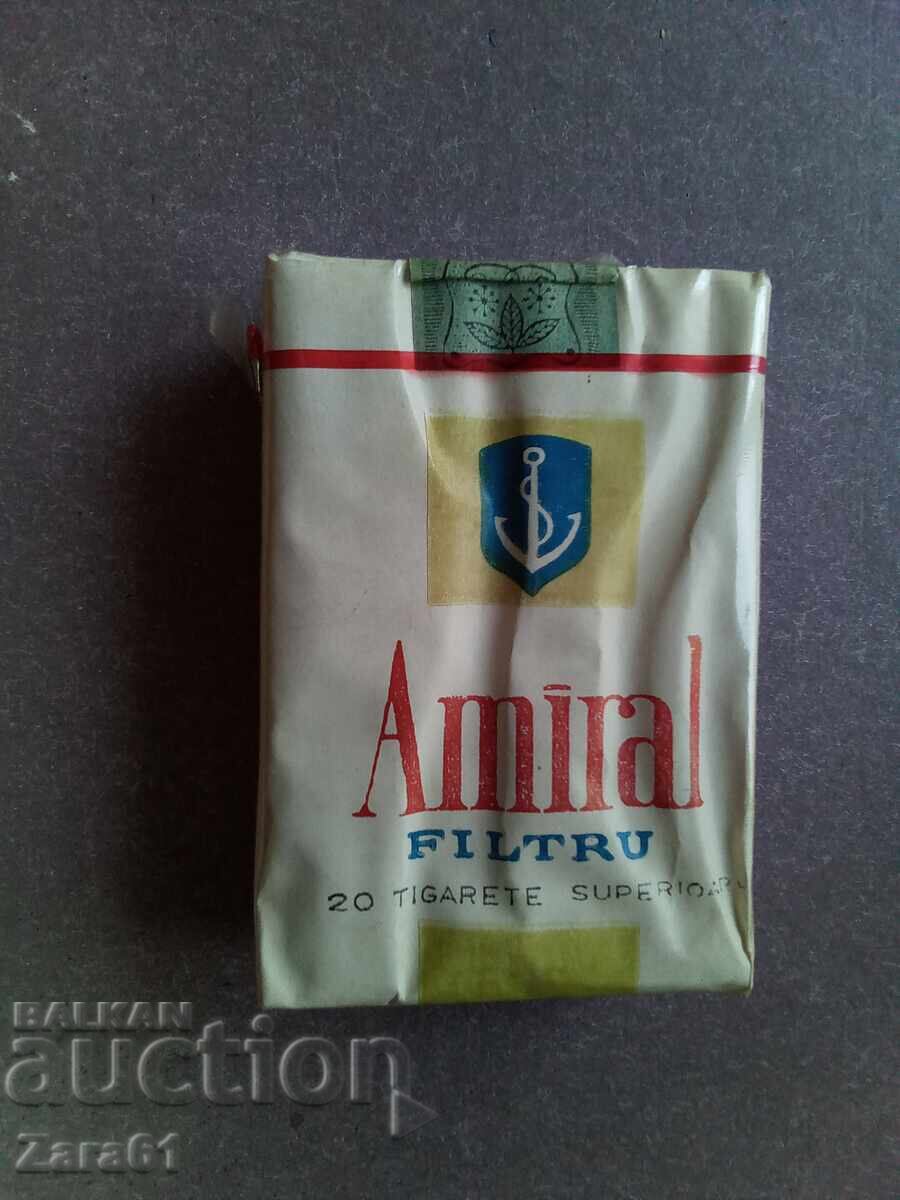 Amiral
FILTRU
20 TIGARETE SUPERIOARE
BALKAN
auction
Zara61